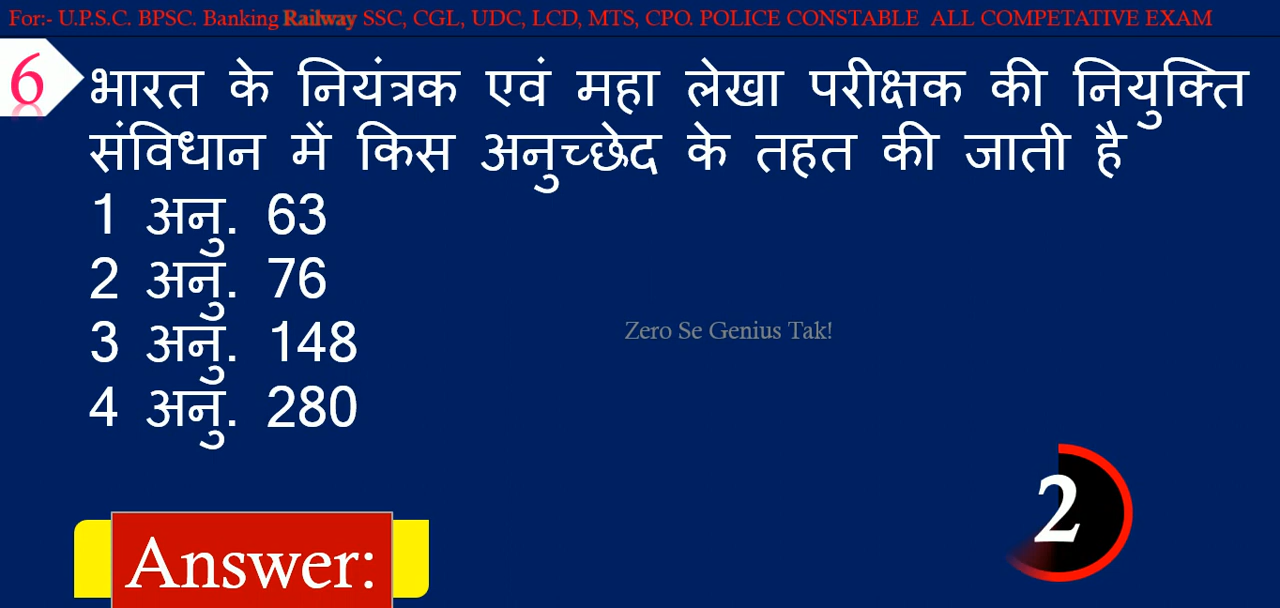 For:- U.P.S.C. BPSC. Banking Railway SSC, CGL, UDC, LCD, MTS, CPO. POLICE CONSTABLE ALL COMPETATIVE EXAM
6
भारत के नियंत्रक एवं महा लेखा परीक्षक की नियुक्ति
संविधान में किस अनुच्छेद के तहत की जाती है
1 अनु. 63
2 अनु. 76
3 अनु. 148
4 अनु. 280
Zero Se Genius Tak!
2
Answer: